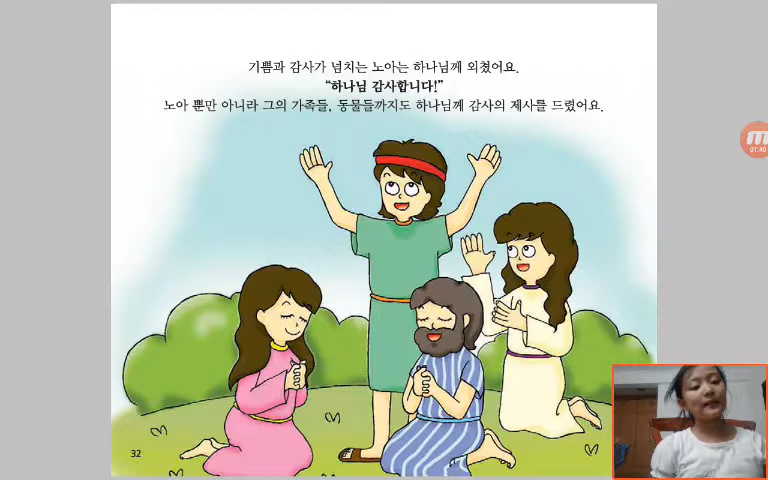 기쁨과 감사가 넘치는 노아는 하나님께 외쳤어요.
“하나님 감사합니다!”
노아 뿐만 아니라 그의 가족들, 동물들까지도 하나님께 감사의 제사를 드렸어요.
32
01:40